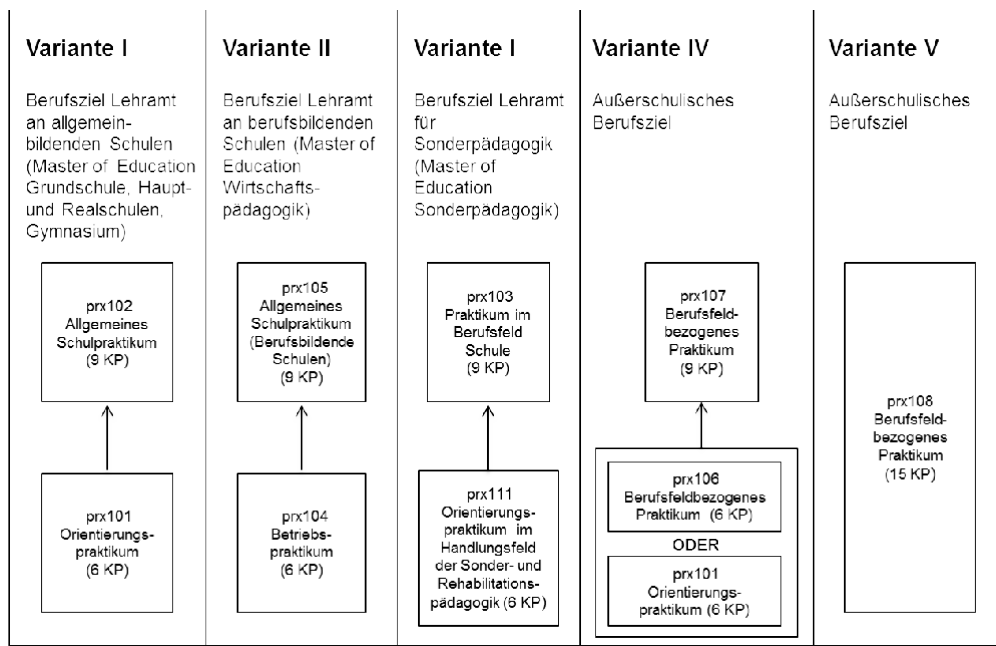 Variante I
Berufsziel Lehramt
an allgemein-
bildenden Schulen
(Master of Education
Grundschule, Haupt-
und Realschulen,
Gymnasium)
prx102
Allgemeines
Schulpraktikum
(9 KP)
prx101
Orientierungs-
praktikum
(6 KP)
Variante II
Berufsziel Lehramt
an berufsbildenden
Schulen (Master of
Education
Wirtschafts-
pädagogik)
prx105
Allgemeines
Schulpraktikum
(Berufsbildende
Schulen)
(9 KP)
prx104
Betriebs-
praktikum
(6 KP)
Variante I
Berufsziel Lehramt
für
Sonderpädagogik
(Master of
Education
Sonderpädagogik)
prx103
Praktikum im
Berufsfeld
Schule
(9 KP)
prx111
Orientierungs-
praktikum im
Handlungsfeld
der Sonder- und
Rehabilitations-
pädagogik (6 KP)
Variante IV
Außerschulisches
Berufsziel
prx107
Berufsfeld-
bezogenes
Praktikum
(9 KP)
prx106
Berufsfeldbezogenes
Praktikum (6 KP)
ODER
prx101
Orientierungs-
praktikum (6 KP)
Variante V
Außerschulisches
Berufsziel
prx108
Berufsfeld-
bezogenes
Praktikum
(15 KP)